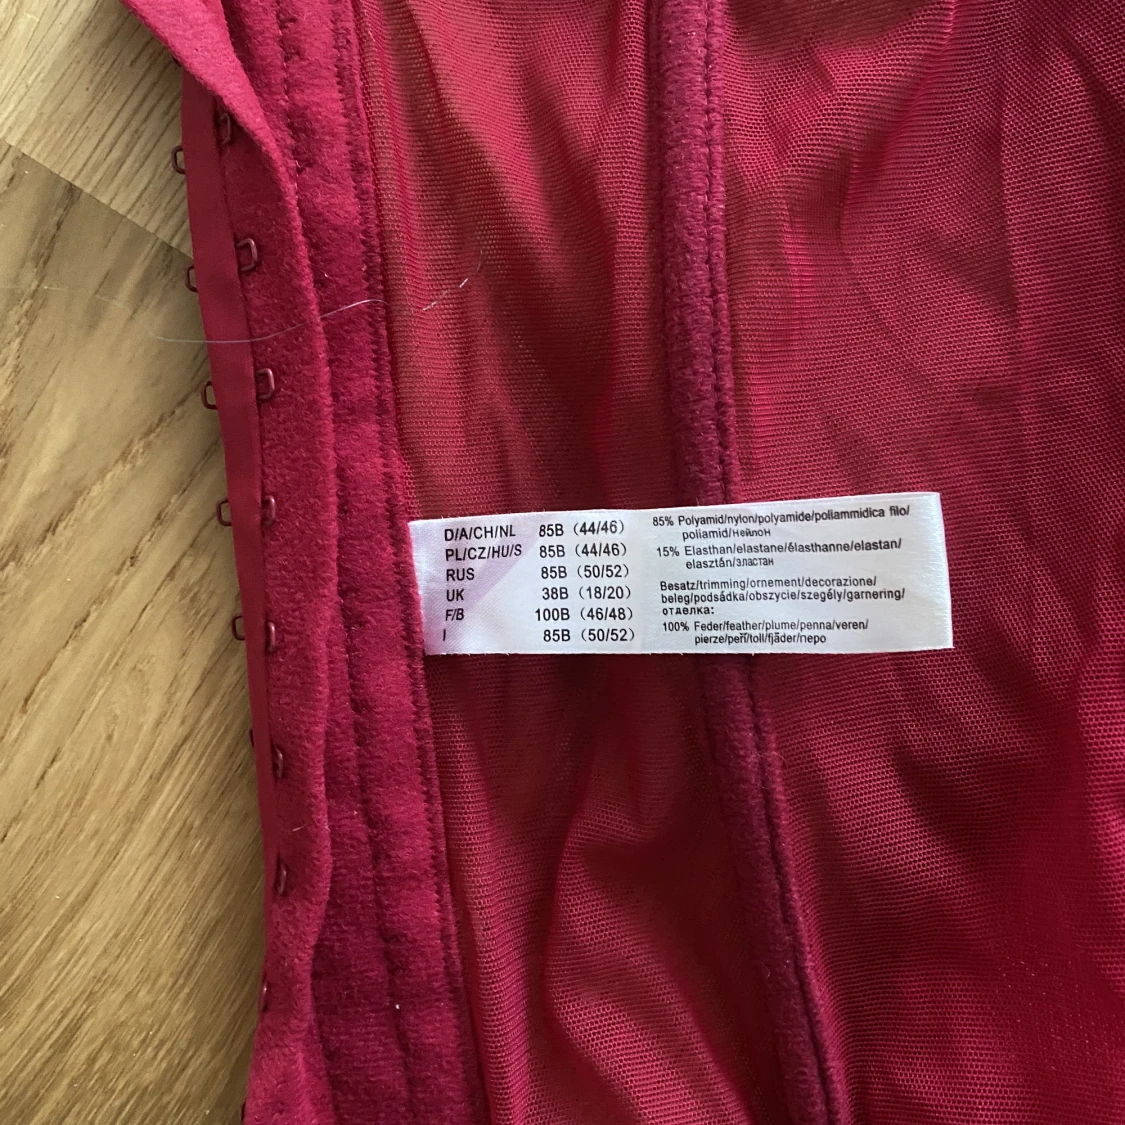 D/A/CH/NL 85B (44/46)
PL/CZ/HU/S 85B (44/46)
RUS 85B (50/52)
UK 38B (18/20)
F/B 100B (46/48)
I 85B (50/52)
85% Polyamid/nylon/polyamide/poliammidica filo/
poliamid/нейлон
15% Elasthan/elastane/élasthanne/elastan/
elasztán/эластан
Besatz/trimming/ornement/decorazione/
beleg/podsádka/obszycie/szegély/garnering/
отделка:
100% Feder/feather/plume/penna/veren/
pierze/peří/toll/fjäder/перо